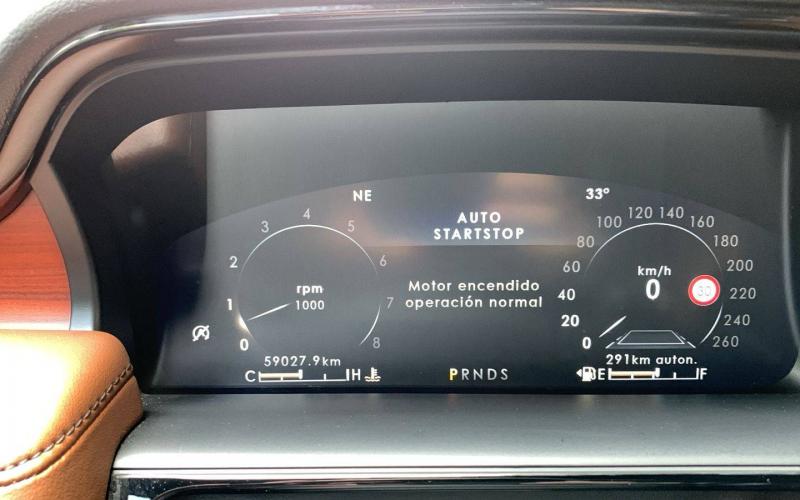 NE
33°
AUTO
STARTSTOP
Motor encendido
operación normal
0
1
2
3
4
5
6
7
8
rpm
1000
0
20
40
60
80
100
120
140
160
180
200
220
240
260
km/h
0
30
59027.9km
291km auton.
C H
PRNDS
E F
A